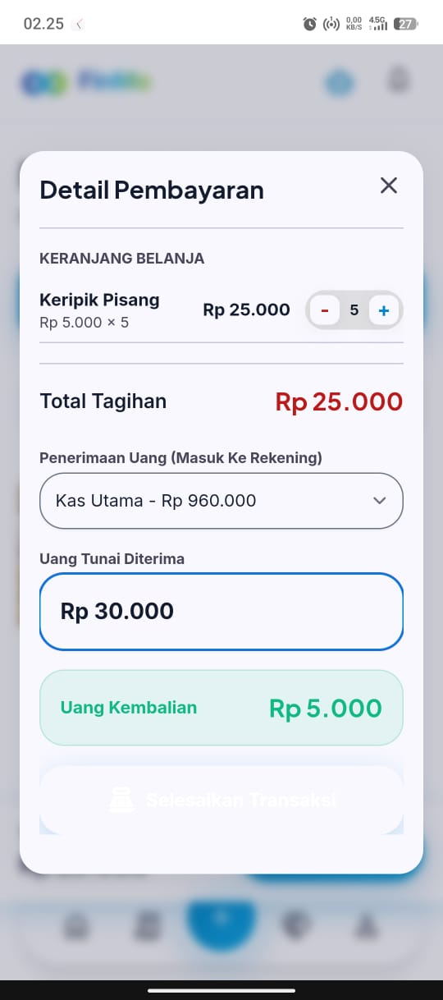 02.25
0,00 KB/S
4.5G
27
Detail Pembayaran
KERANJANG BELANJA
Keripik Pisang
Rp 5.000 × 5
Rp 25.000
- 5 +
Total Tagihan
Rp 25.000
Penerimaan Uang (Masuk Ke Rekening)
Kas Utama - Rp 960.000
Uang Tunai Diterima
Rp 30.000
Uang Kembalian
Rp 5.000
Selesaikan Transaksi